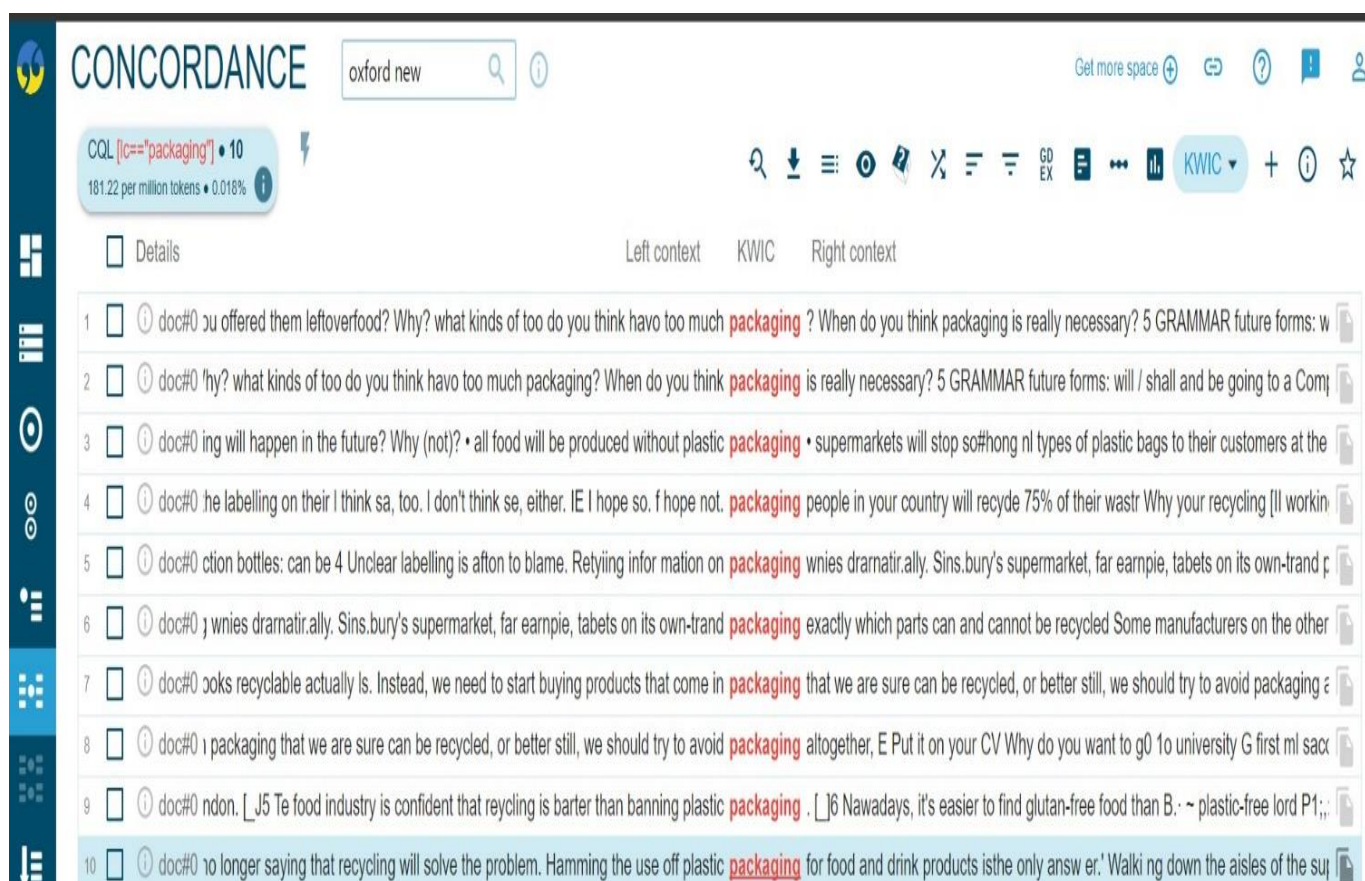 CONCORDANCE
oxford new
Get more space
CQL [lc=="packaging"] • 10
181.22 per million tokens • 0.018%
GD
EX
KWIC
Details Left context KWIC Right context
1 doc#0 ou offered them leftoverfood? Why? what kinds of too do you think havo too much packaging ? When do you think packaging is really necessary? 5 GRAMMAR future forms: w
2 doc#0 'hy? what kinds of too do you think havo too much packaging? When do you think packaging is really necessary? 5 GRAMMAR future forms: will / shall and be going to a Comp
3 doc#0 ing will happen in the future? Why (not)? • all food will be produced without plastic packaging • supermarkets will stop so#hong nl types of plastic bags to their customers at the
4 doc#0 he labelling on their I think sa, too. I don't think se, either. IE I hope so. f hope not. packaging people in your country will recyde 75% of their wastr Why your recycling [Il workin
5 doc#0 ction bottles: can be 4 Unclear labelling is afton to blame. Retyiing infor mation on packaging wnies drarnatir.ally. Sins.bury's supermarket, far earnpie, tabets on its own-trand p
6 doc#0 g wnies drarnatir.ally. Sins.bury's supermarket, far earnpie, tabets on its own-trand packaging exactly which parts can and cannot be recycled Some manufacturers on the other
7 doc#0 ooks recyclable actually Is. Instead, we need to start buying products that come in packaging that we are sure can be recycled, or better still, we should try to avoid packaging a
8 doc#0 n packaging that we are sure can be recycled, or better still, we should try to avoid packaging altogether, E Put it on your CV Why do you want to g0 1o university G first ml sacc
9 doc#0 ndon. [_J5 Te food industry is confident that reycling is barter than banning plastic packaging . [_]6 Nawadays, it's easier to find glutan-free food than B.· ~ plastic-free lord P1;,
10 doc#0 no longer saying that recycling will solve the problem. Hamming the use off plastic packaging for food and drink products isthe only answ er.' Walki ng down the aisles of the sup